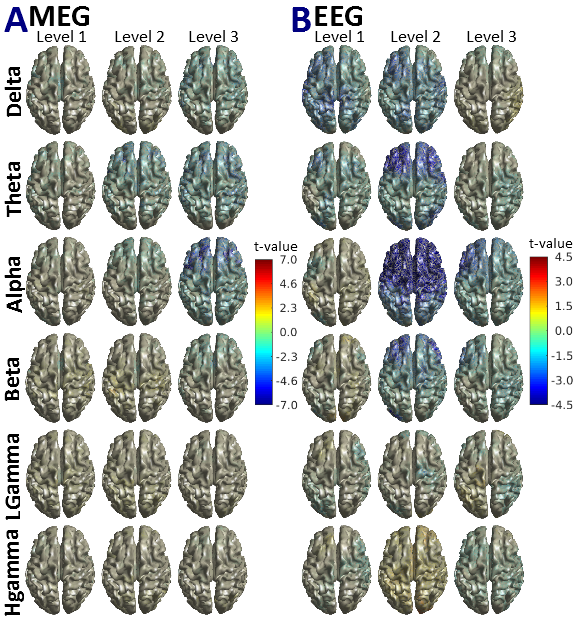 A MEG
Level 1 Level 2 Level 3
B EEG
Level 1 Level 2 Level 3
Delta
Theta
Alpha
Beta
LGamma
Hgamma
t-value
7.0
4.6
2.3
0.0
-2.3
-4.6
-7.0
t-value
4.5
3.0
1.5
0.0
-1.5
-3.0
-4.5